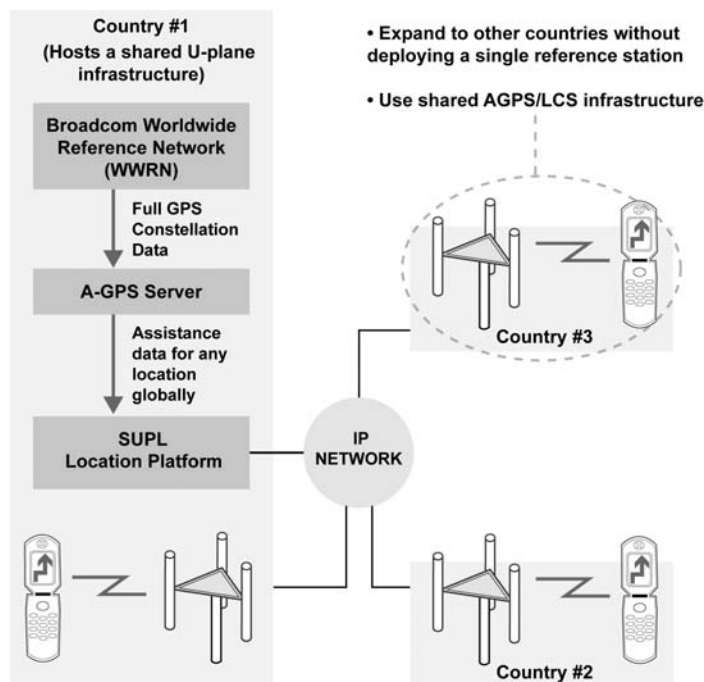 Country #1
(Hosts a shared U-plane
infrastructure)
Broadcom Worldwide
Reference Network
(WWRN)
Full GPS
Constellation
Data
A-GPS Server
Assistance
data for any
location
globally
SUPL
Location Platform
• Expand to other countries without
deploying a single reference station
• Use shared AGPS/LCS infrastructure
Country #3
IP
NETWORK
Country #2